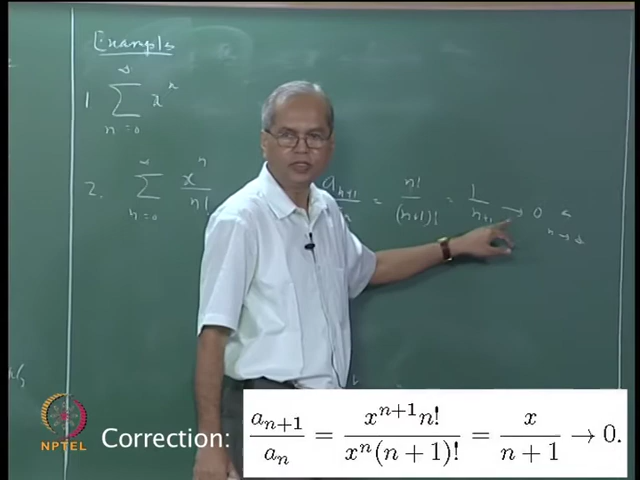 Examples
1 ∞ ∑ n=0 x^n
2. ∞ ∑ n=0 x^n/n! a_{n+1} = n!/(n+1)! = 1/n+1 → 0 as n→∞
Correction: a_{n+1}/a_n = x^{n+1}n!/x^n(n+1)! = x/n+1 → 0.
NPTEL